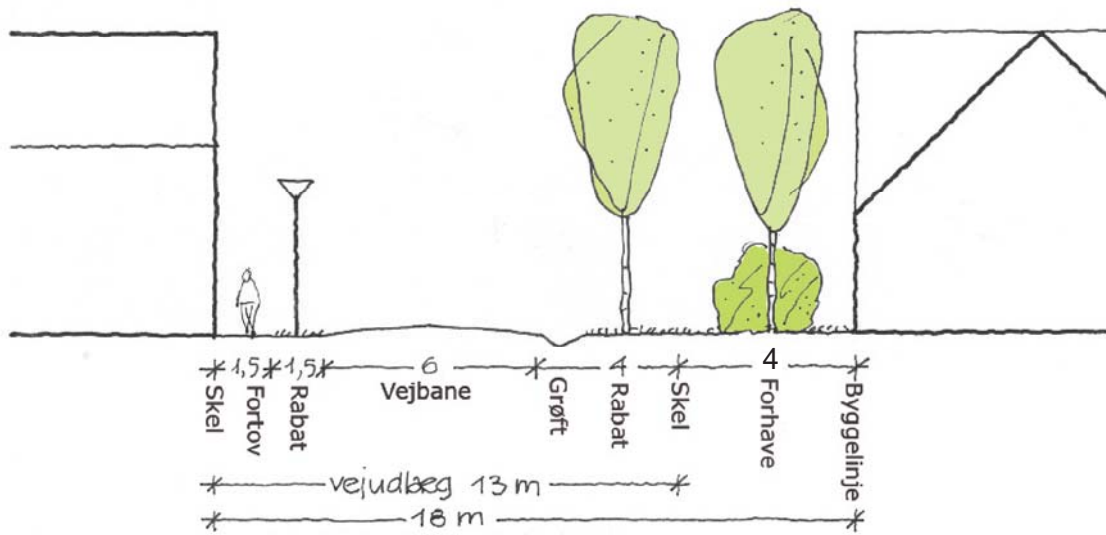 1,5 1,5 6 4 4
Skel
Fortov
Rabat
Vejbane
Grøft
Rabat
Skel
Forhave
Byggelinje
vejudlæg 13 m
18 m